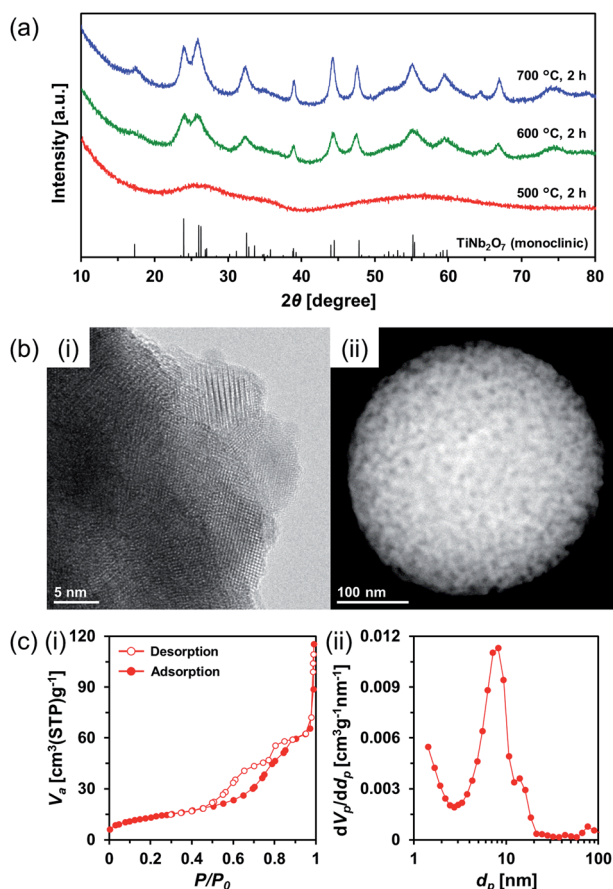 (a)
Intensity [a.u.]
700 °C, 2 h
600 °C, 2 h
500 °C, 2 h
TiNb₂O₇ (monoclinic)
10 20 30 40 50 60 70 80
2θ [degree]
(b) (i)
5 nm
(ii)
100 nm
(c) (i)
Vₐ [cm³(STP)g⁻¹]
120
90
60
30
0
Desorption
Adsorption
0 0.2 0.4 0.6 0.8 1
P/P₀
(ii)
dVₚ/ddₚ [cm³g⁻¹nm⁻¹]
0.012
0.009
0.006
0.003
0
1 10 100
dₚ [nm]